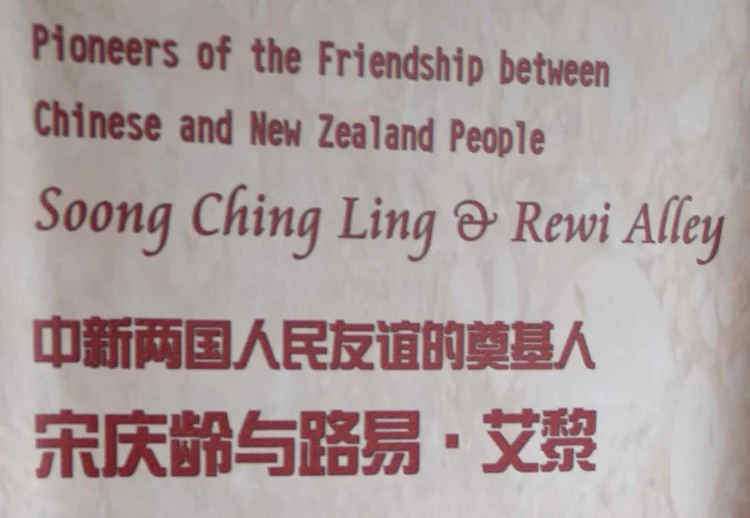 Pioneers of the Friendship between
Chinese and New Zealand People
Soong Ching Ling & Rewi Alley
中新两国人民友谊的奠基人
宋庆龄与路易·艾黎